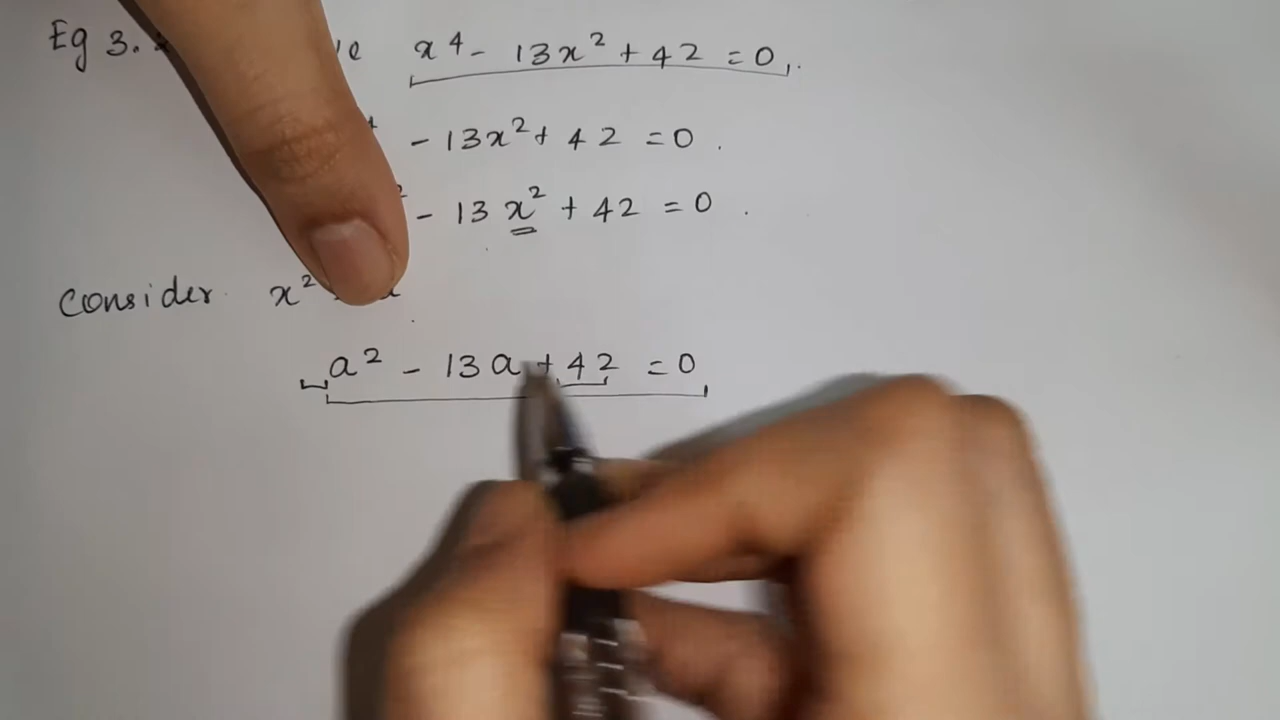 Eg 3. x⁴ - 13x² + 42 = 0.
- 13x² + 42 = 0.
- 13 x² + 42 = 0.
Consider x²
a² - 13a + 42 = 0